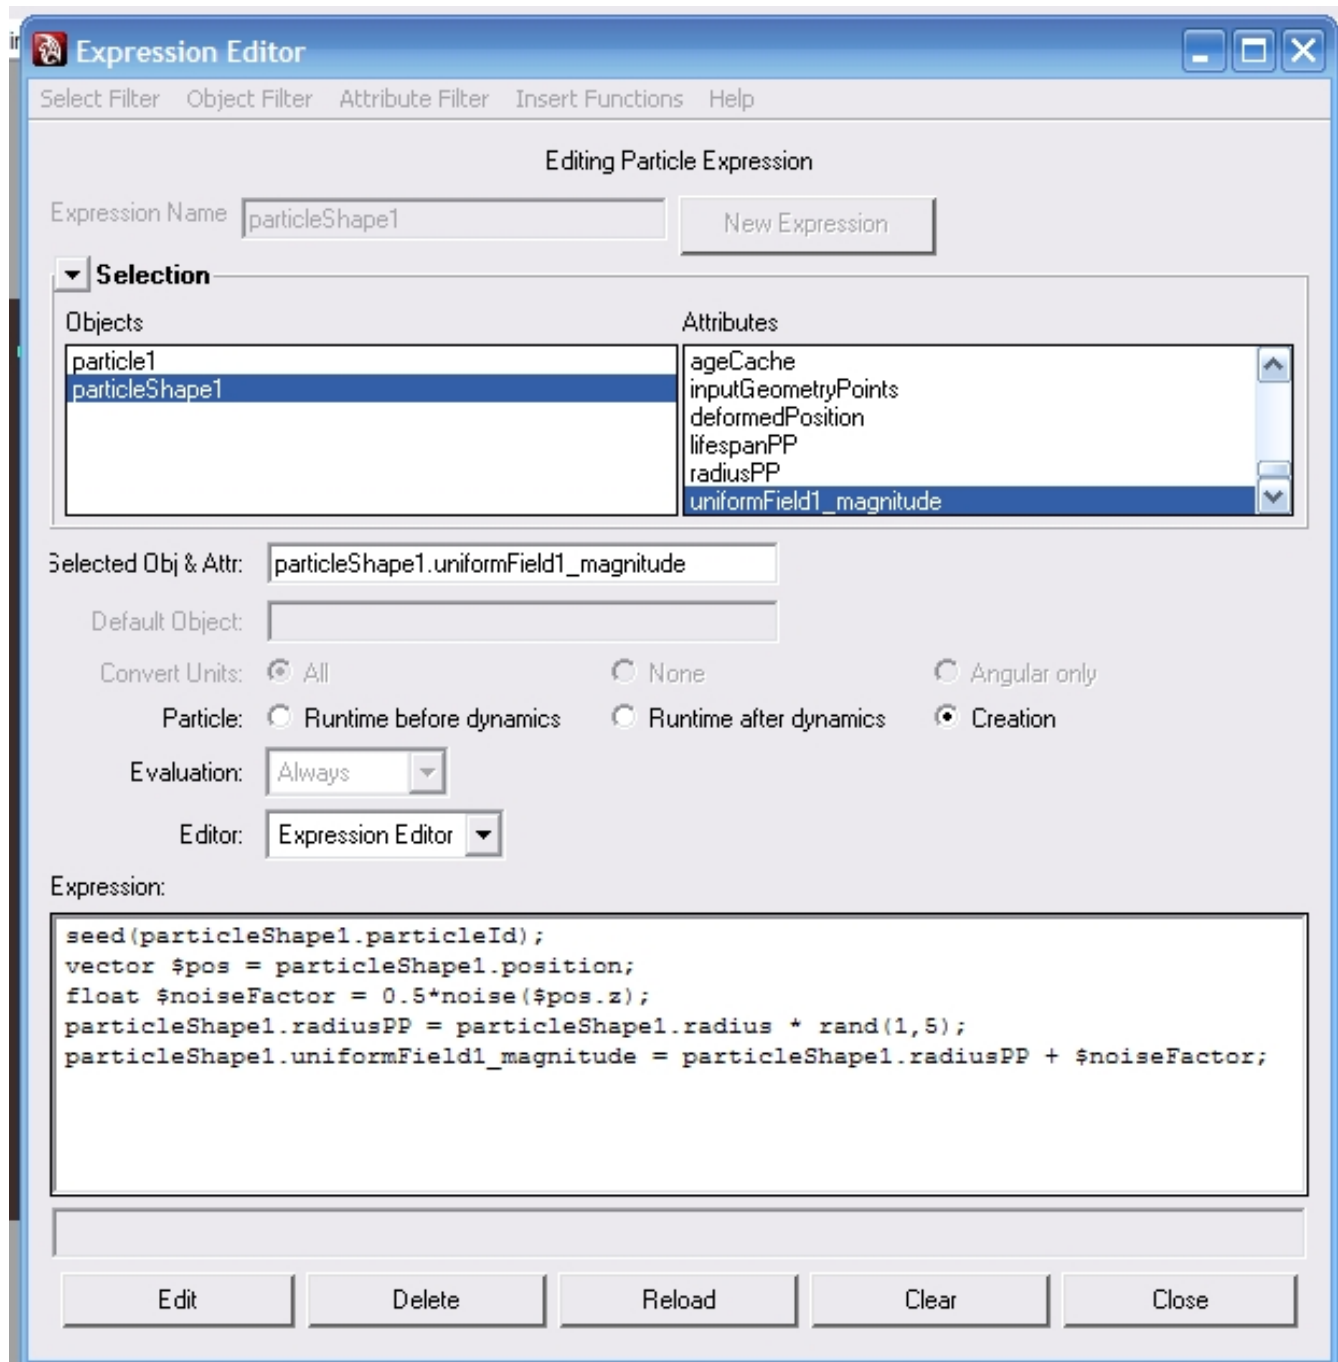 Expression Editor
Select Filter Object Filter Attribute Filter Insert Functions Help
Editing Particle Expression
Expression Name particleShape1 New Expression
Selection
Objects Attributes
particle1 ageCache
particleShape1 inputGeometryPoints
deformedPosition
lifespanPP
radiusPP
uniformField1_magnitude
Selected Obj & Attr: particleShape1.uniformField1_magnitude
Default Object:
Convert Units: All None Angular only
Particle: Runtime before dynamics Runtime after dynamics Creation
Evaluation: Always
Editor: Expression Editor
Expression:
seed(particleShape1.particleId);
vector $pos = particleShape1.position;
float $noiseFactor = 0.5*noise($pos.z);
particleShape1.radiusPP = particleShape1.radius * rand(1,5);
particleShape1.uniformField1_magnitude = particleShape1.radiusPP + $noiseFactor;
Edit Delete Reload Clear Close